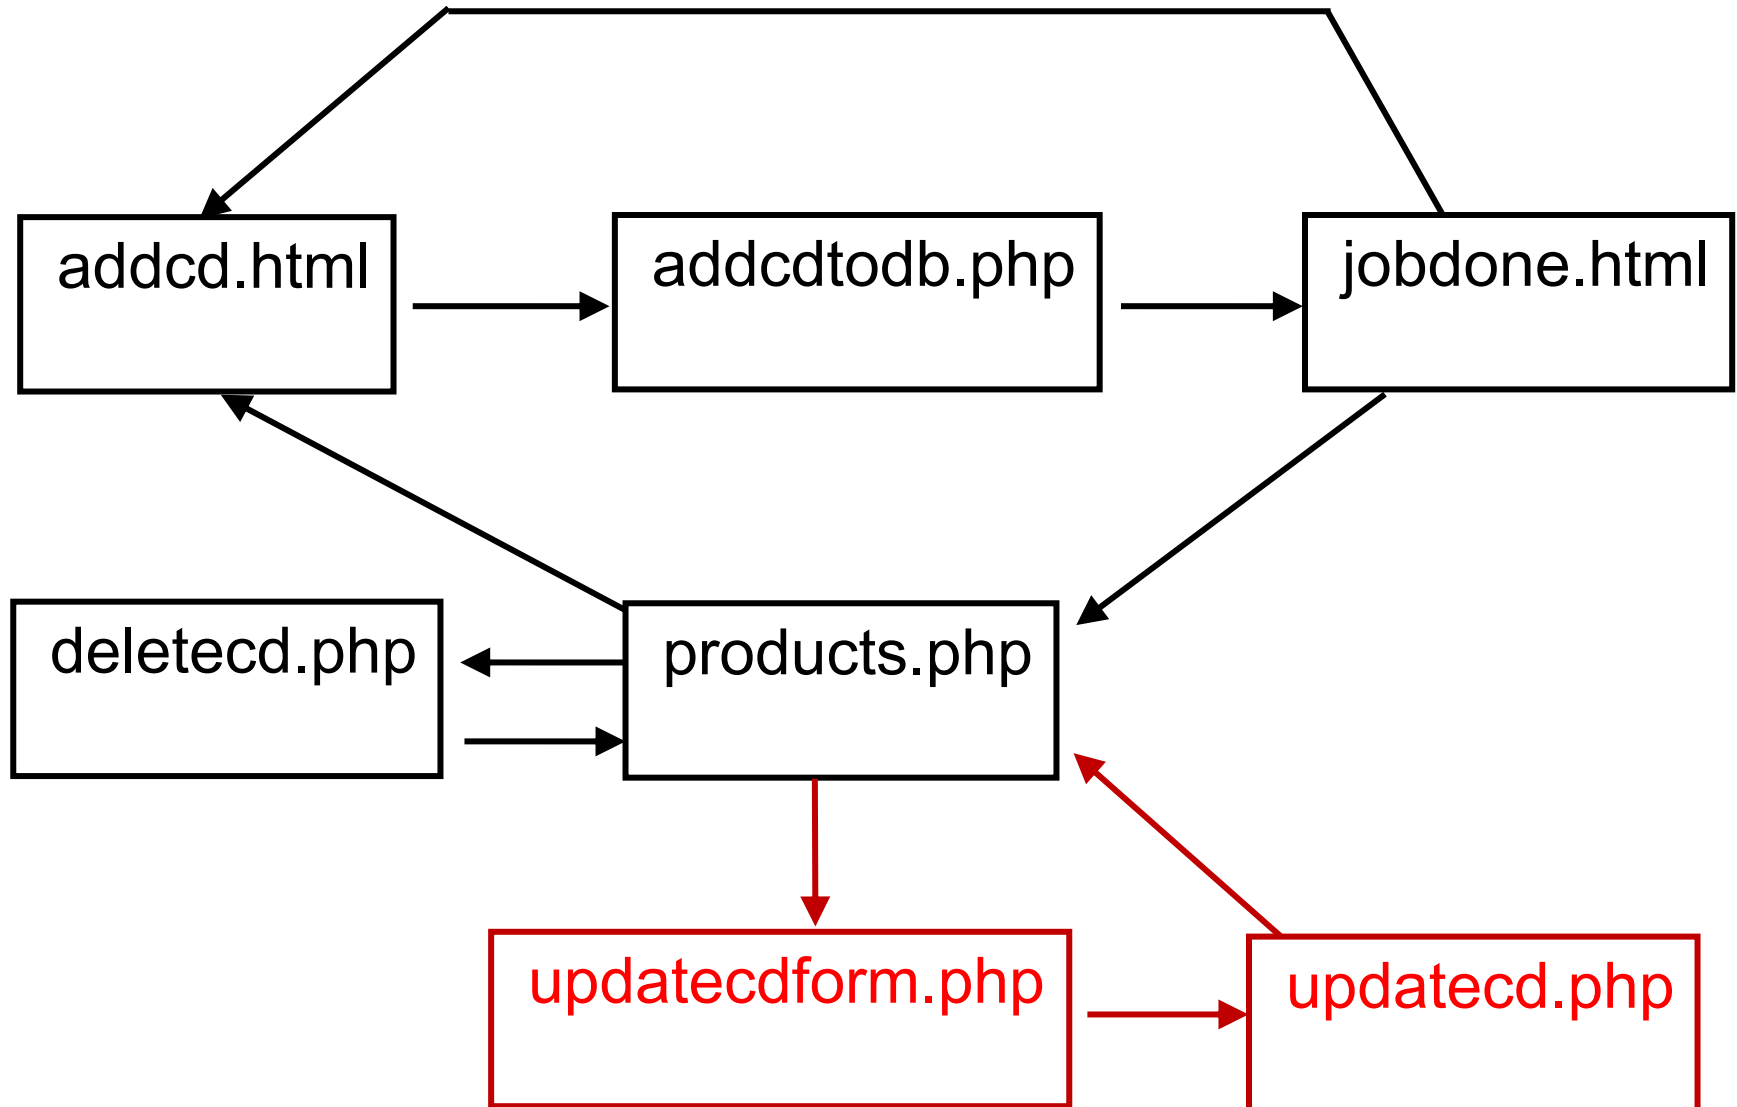 addcd.html
addcdtodb.php
jobdone.html
deletecd.php
products.php
updatecdform.php
updatecd.php